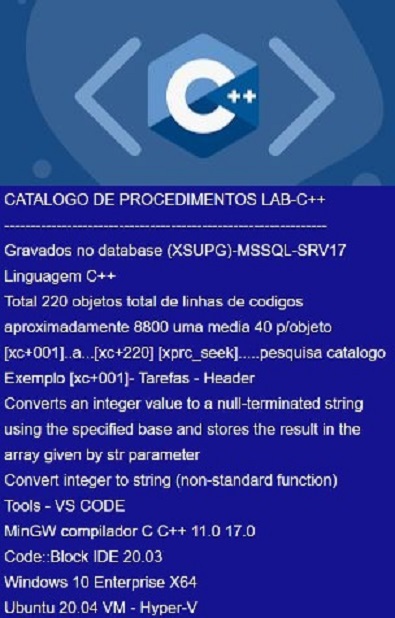 C++
CATALOGO DE PROCEDIMENTOS LAB-C++
--------------------------------------------------------------
Gravados no database (XSUPG)-MSSQL-SRV17
Linguagem C++
Total 220 objetos total de linhas de codigos
aproximadamente 8800 uma media 40 p/objeto
[xc+001]..a...[xc+220] [xprc_seek].....pesquisa catalogo
Exemplo [xc+001]- Tarefas - Header
Converts an integer value to a null-terminated string
using the specified base and stores the result in the
array given by str parameter
Convert integer to string (non-standard function)
Tools - VS CODE
MinGW compilador C C++ 11.0 17.0
Code::Block IDE 20.03
Windows 10 Enterprise X64
Ubuntu 20.04 VM - Hyper-V